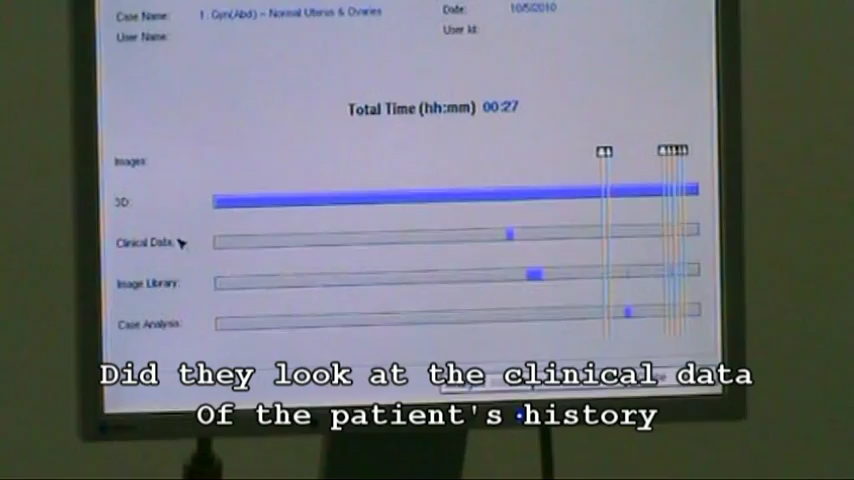 Case Name: 1. Gyn(Abd) – Normal Uterus & Ovaries Date: 10/5/2010
User Name: User Id:
Total Time (hh:mm) 00:27
Images:
3D:
Clinical Data:
Image Library:
Case Analysis:
Did they look at the clinical data
Of the patient's history